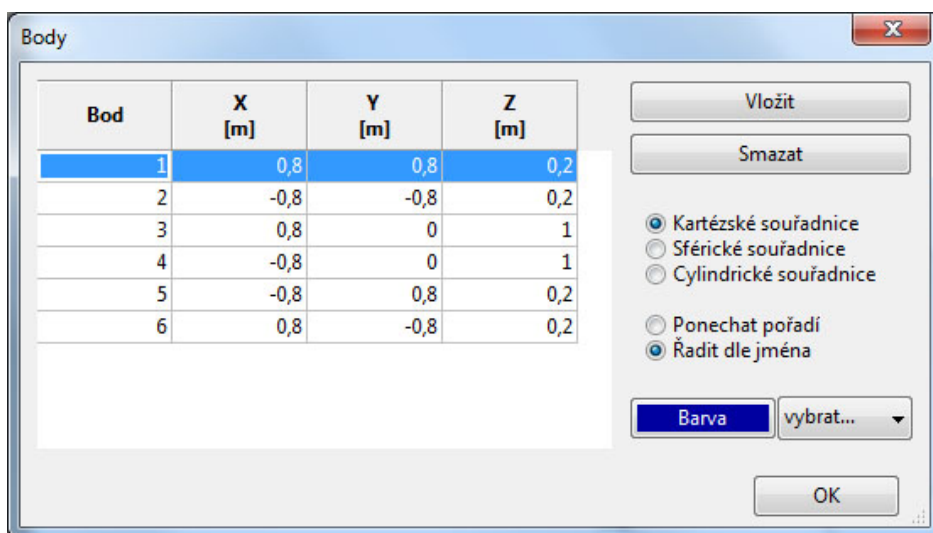 Body
Bod X [m] Y [m] Z [m]
1 0,8 0,8 0,2
2 -0,8 -0,8 0,2
3 0,8 0 1
4 -0,8 0 1
5 -0,8 0,8 0,2
6 0,8 -0,8 0,2
Vložit
Smazat
Kartézské souřadnice
Sférické souřadnice
Cylindrické souřadnice
Ponechat pořadí
Řadit dle jména
Barva vybrat...
OK